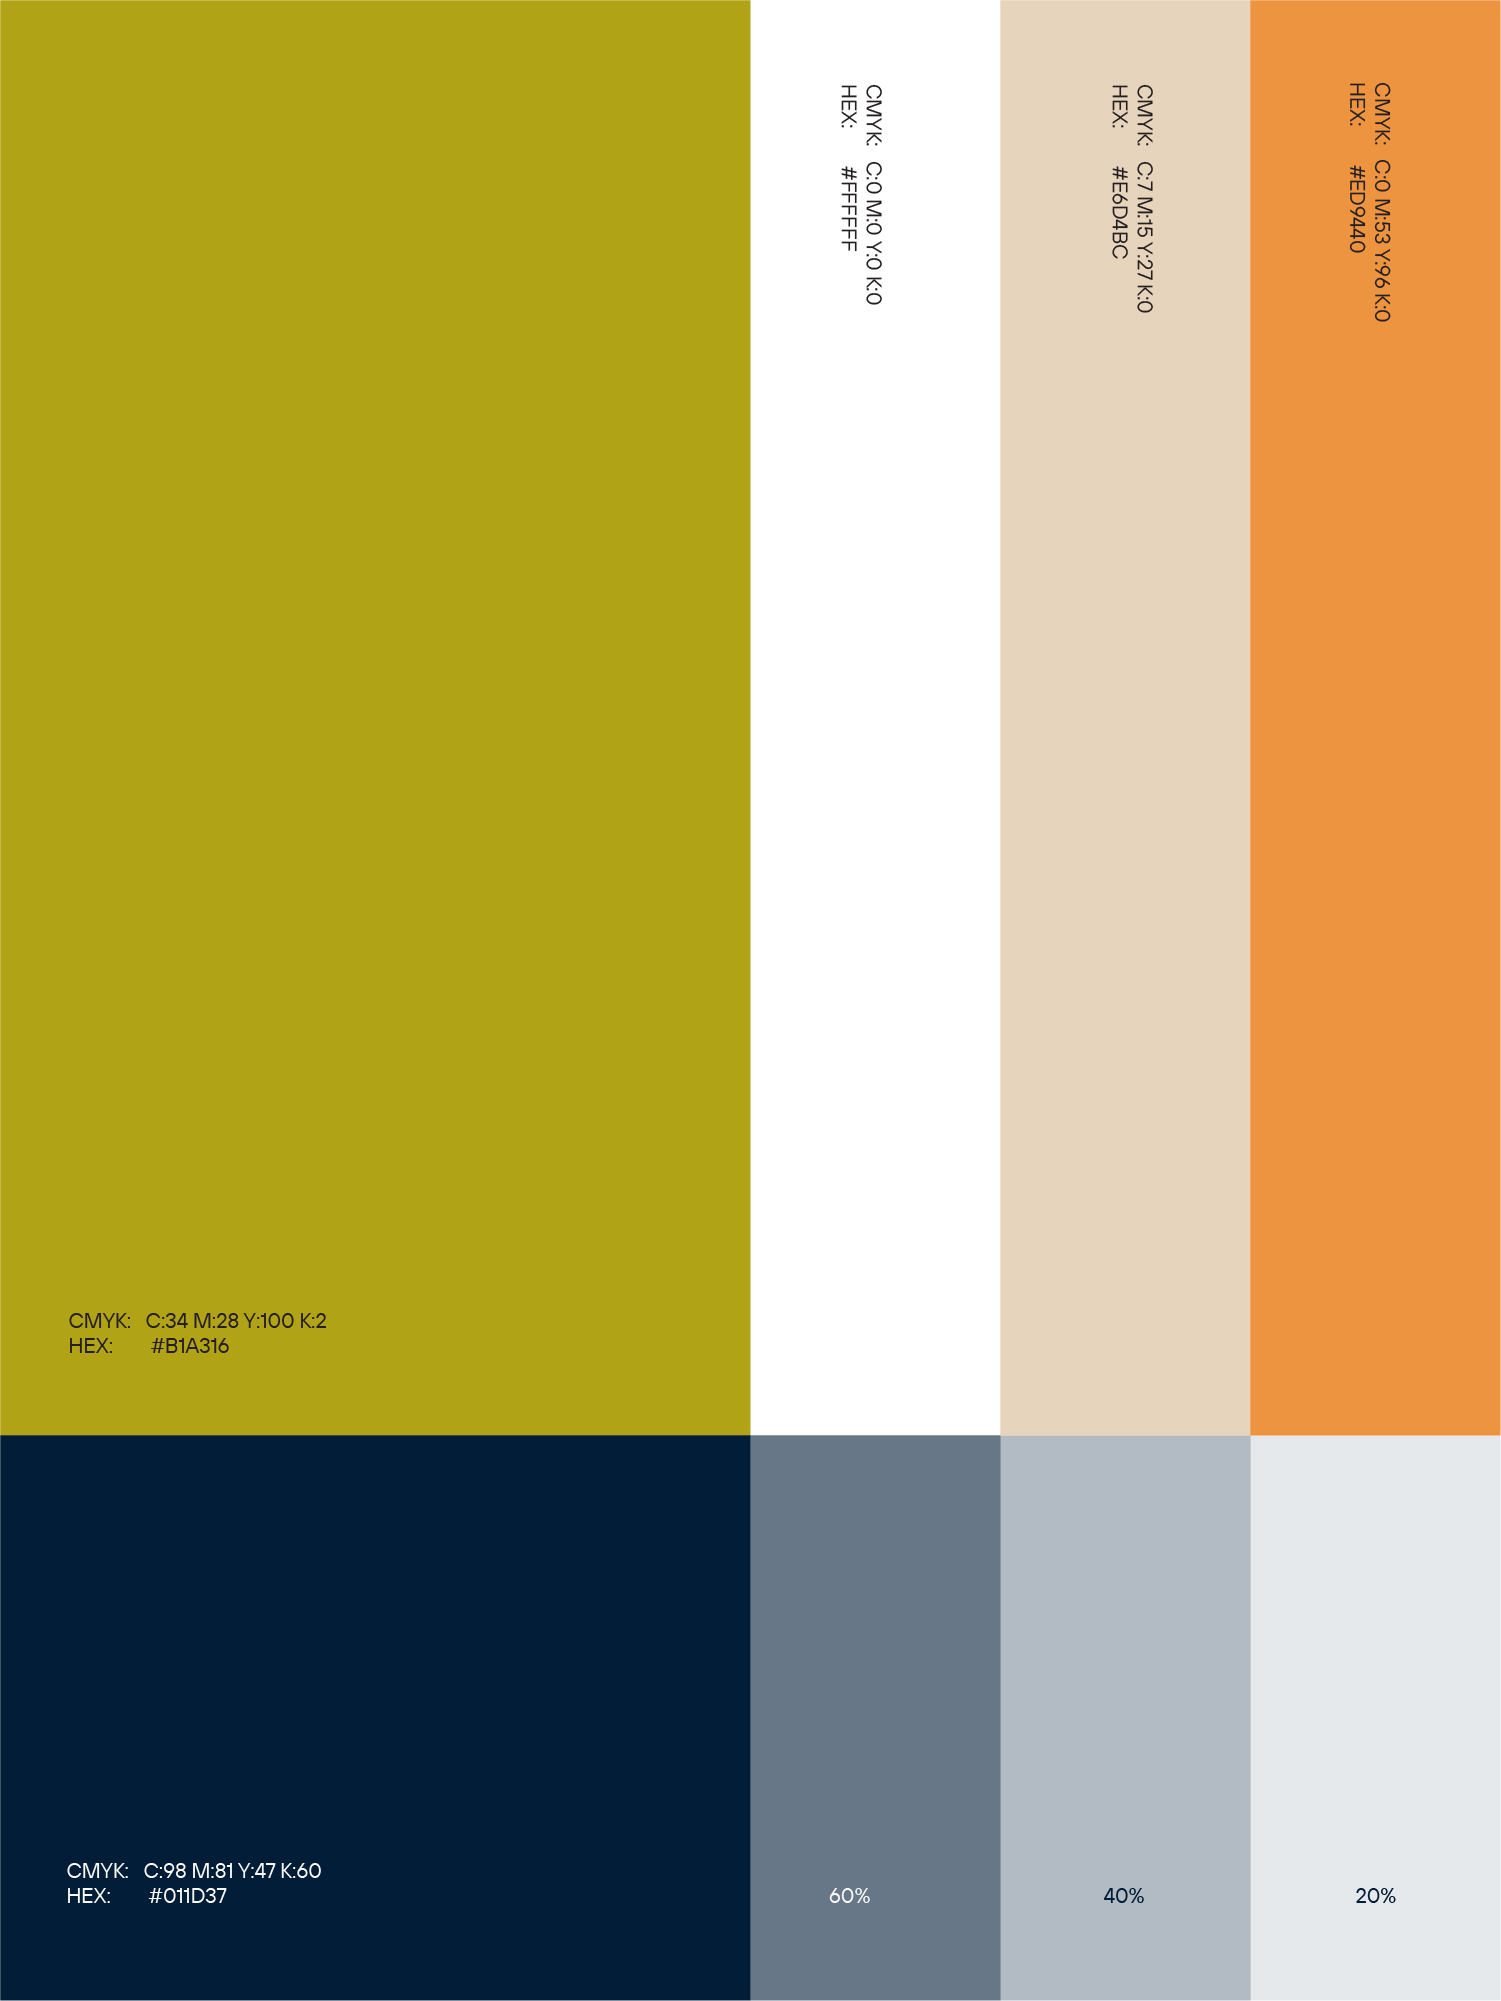 CMYK: C:0 M:0 Y:0 K:0
HEX: #FFFFFF
CMYK: C:7 M:15 Y:27 K:0
HEX: #E6D4BC
CMYK: C:0 M:53 Y:96 K:0
HEX: #ED9440
CMYK: C:34 M:28 Y:100 K:2
HEX: #B1A316
CMYK: C:98 M:81 Y:47 K:60
HEX: #011D37
60%
40%
20%